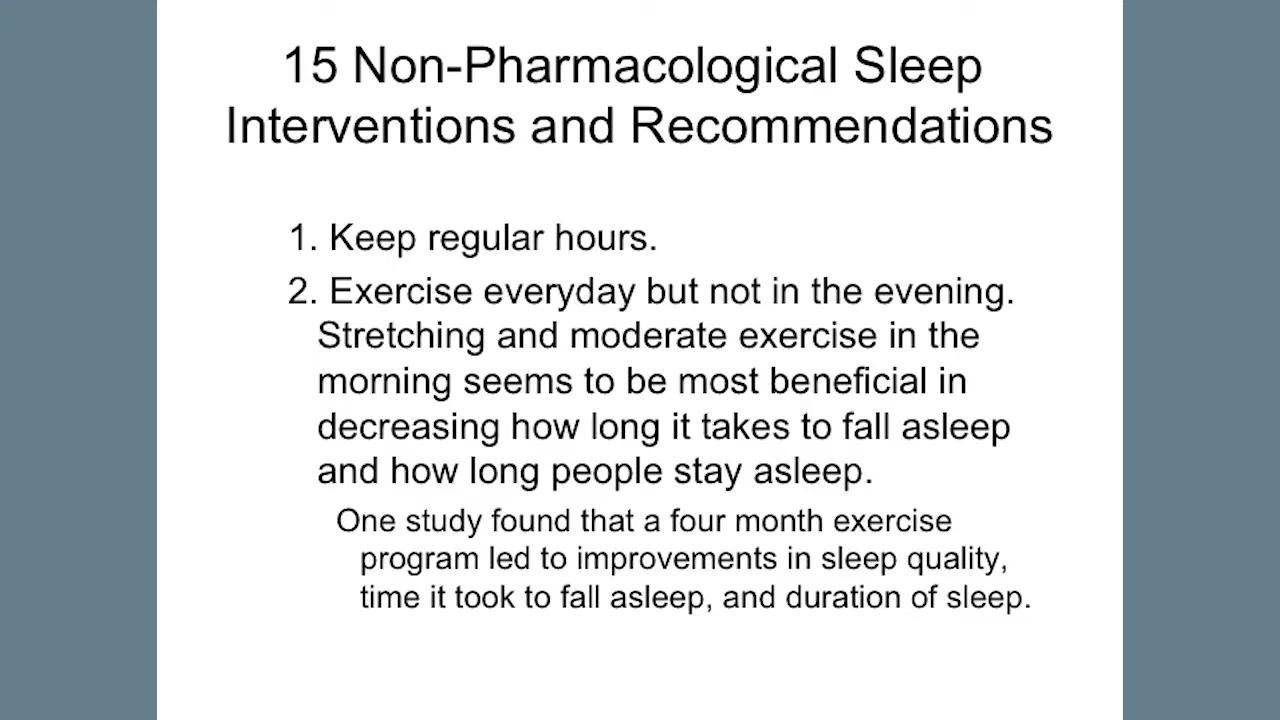 15 Non-Pharmacological Sleep
Interventions and Recommendations
1. Keep regular hours.
2. Exercise everyday but not in the evening.
Stretching and moderate exercise in the
morning seems to be most beneficial in
decreasing how long it takes to fall asleep
and how long people stay asleep.
One study found that a four month exercise
program led to improvements in sleep quality,
time it took to fall asleep, and duration of sleep.